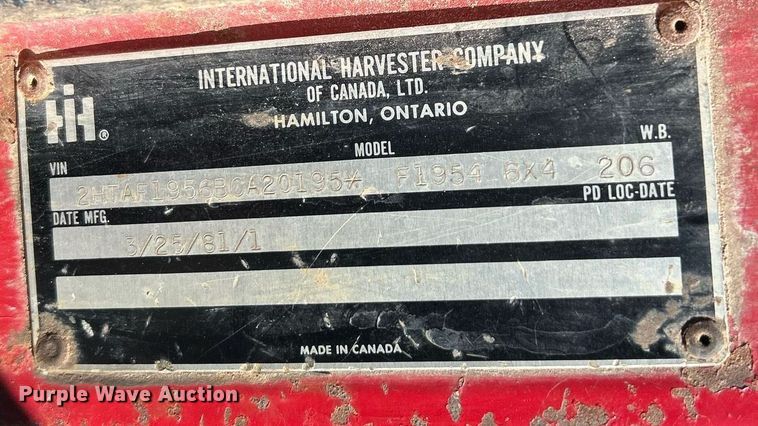 INTERNATIONAL HARVESTER COMPANY
OF CANADA, LTD.
HAMILTON, ONTARIO
IH ®
VIN MODEL W.B.
2HTAF1956BCA20195* F1954 6X4 206
DATE MFG. PD LOC-DATE
3/25/81/1
MADE IN CANADA
Purple Wave Auction